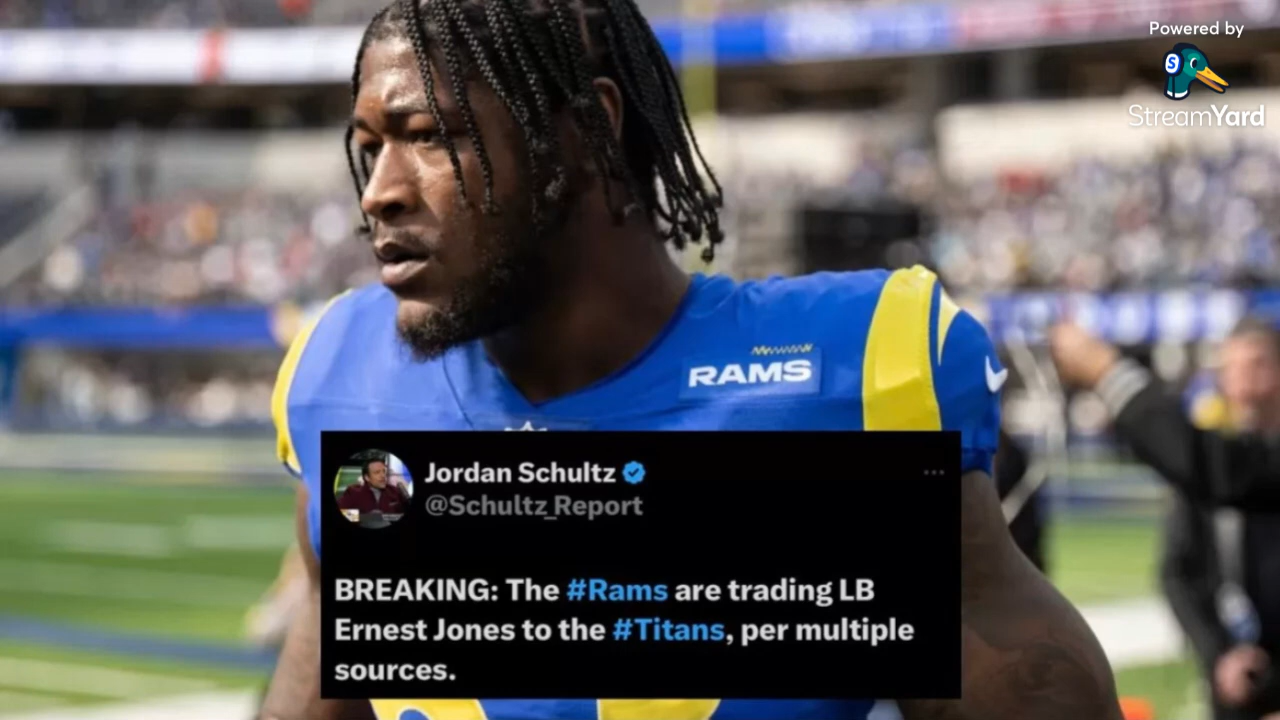 Powered by
StreamYard
RAMS
Jordan Schultz
@Schultz_Report
BREAKING: The #Rams are trading LB
Ernest Jones to the #Titans, per multiple
sources.